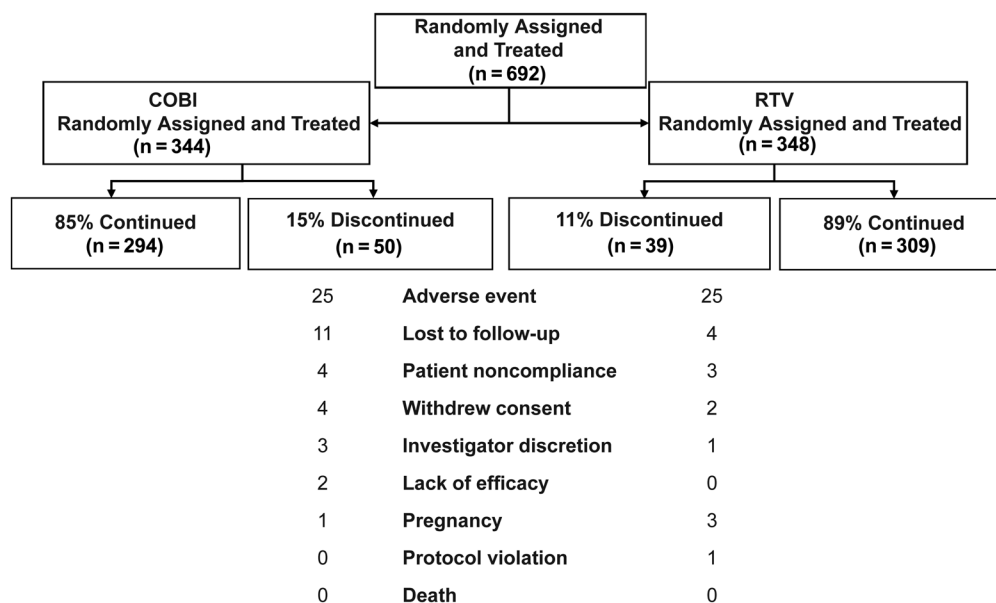 Randomly Assigned
and Treated
(n = 692)
COBI
Randomly Assigned and Treated
(n = 344)
RTV
Randomly Assigned and Treated
(n = 348)
85% Continued
(n = 294)
15% Discontinued
(n = 50)
11% Discontinued
(n = 39)
89% Continued
(n = 309)
25 Adverse event 25
11 Lost to follow-up 4
4 Patient noncompliance 3
4 Withdrew consent 2
3 Investigator discretion 1
2 Lack of efficacy 0
1 Pregnancy 3
0 Protocol violation 1
0 Death 0